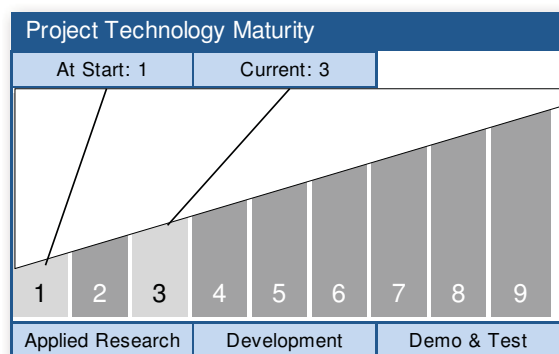 Project Technology Maturity
At Start: 1 Current: 3
1 2 3 4 5 6 7 8 9
Applied Research Development Demo & Test